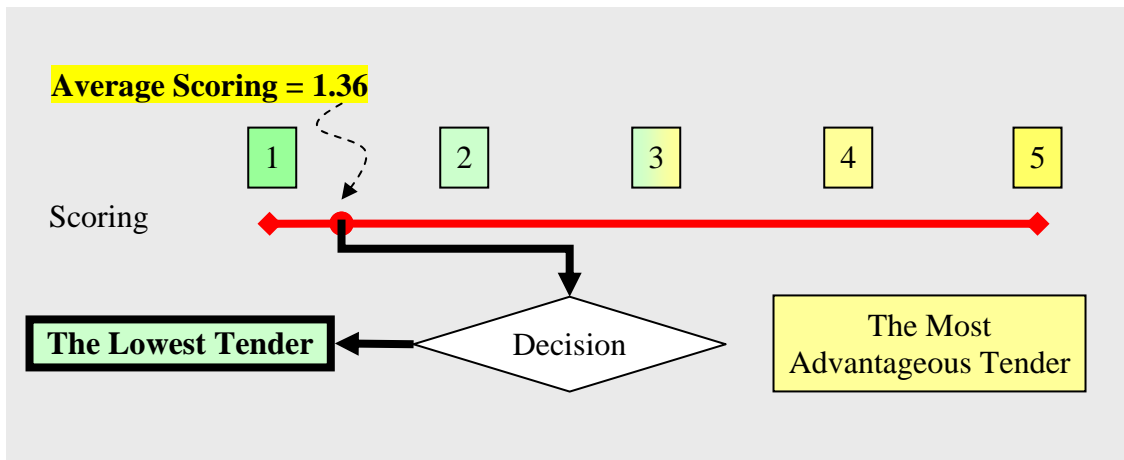 Average Scoring = 1.36
1 2 3 4 5
Scoring
The Lowest Tender
Decision
The Most
Advantageous Tender